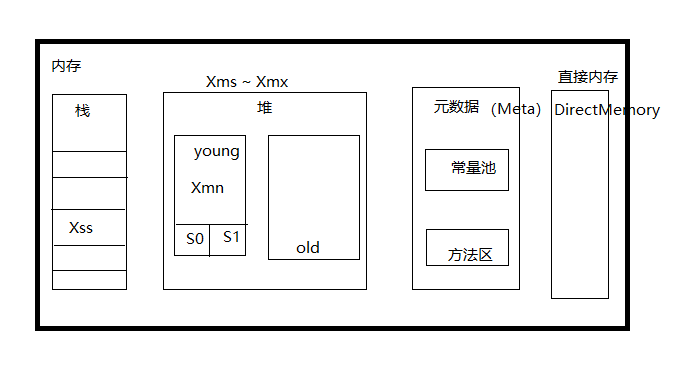 内存
栈
Xss
Xms ~ Xmx
堆
young
Xmn
S0
S1
old
元数据 （Meta）
常量池
方法区
直接内存
DirectMemory